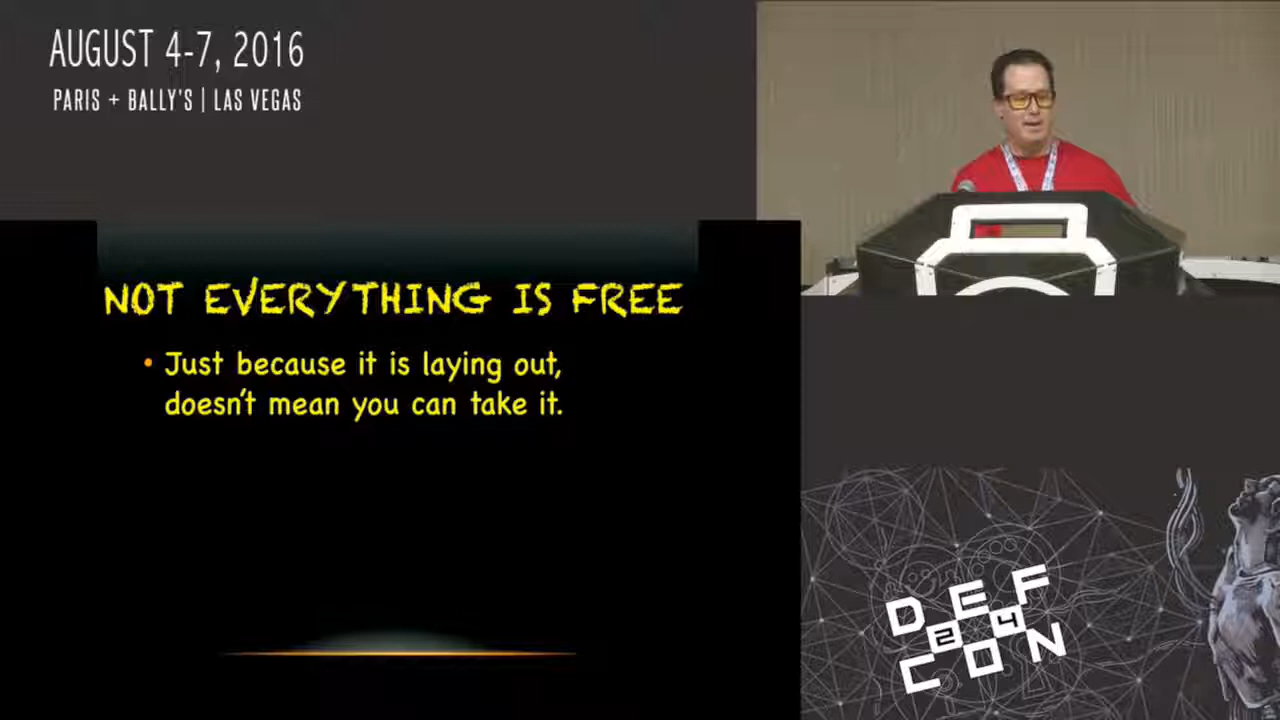 AUGUST 4-7, 2016
PARIS + BALLY'S | LAS VEGAS
NOT EVERYTHING IS FREE
• Just because it is laying out,
doesn't mean you can take it.
DEF
24
CON